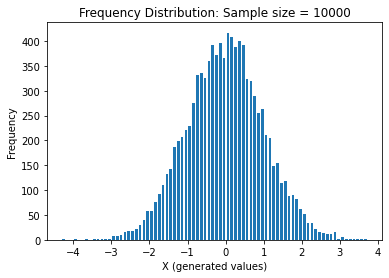 Frequency Distribution: Sample size = 10000
Frequency
400
350
300
250
200
150
100
50
0
−4 −3 −2 −1 0 1 2 3 4
X (generated values)